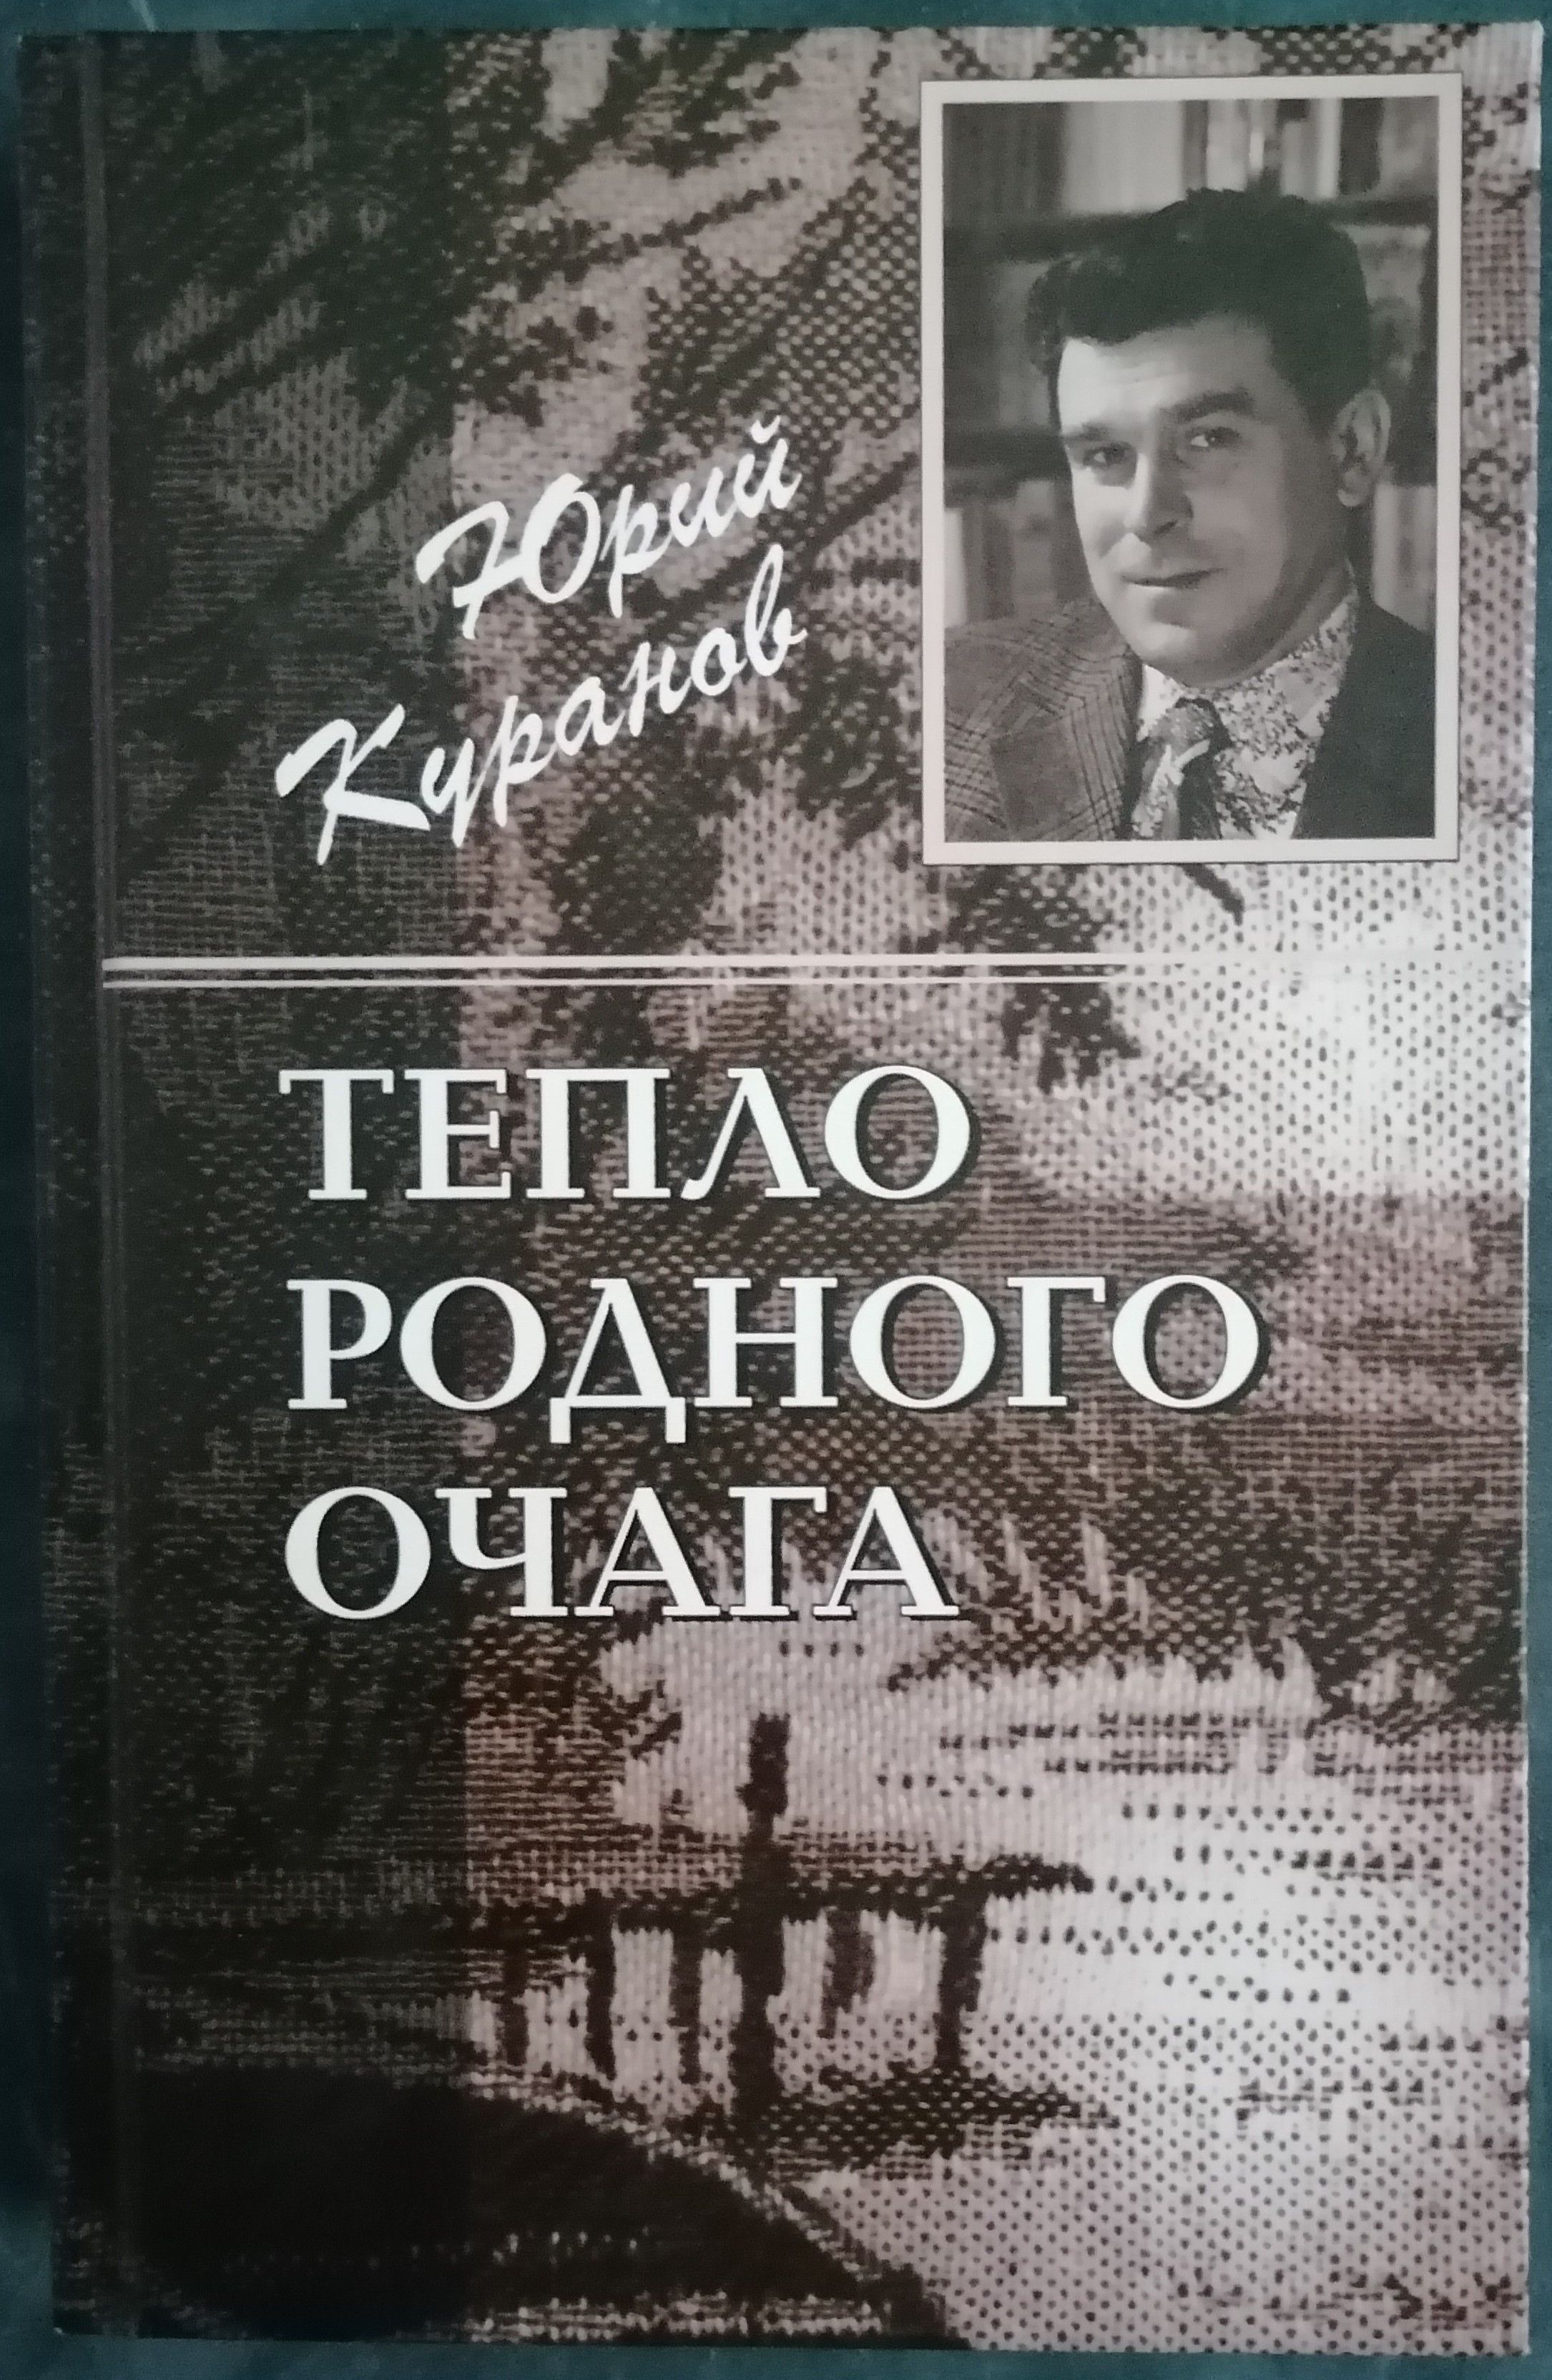 Юрий
Куранов
ТЕПЛО
РОДНОГО
ОЧАГА